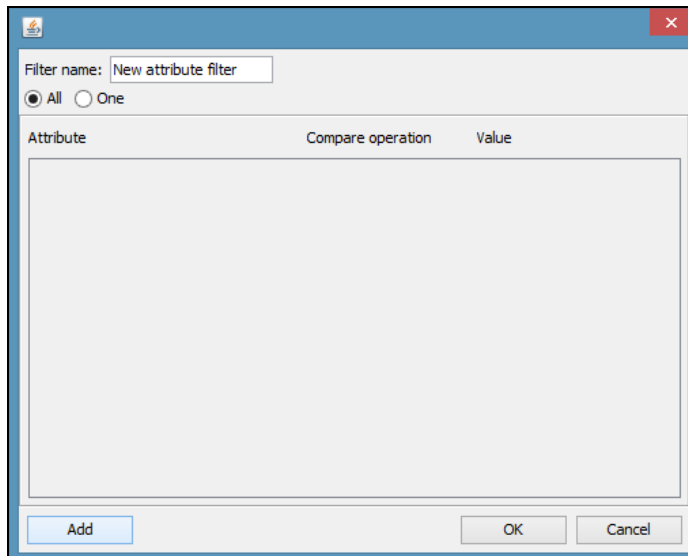 Filter name: New attribute filter
All One
Attribute Compare operation Value
Add OK Cancel